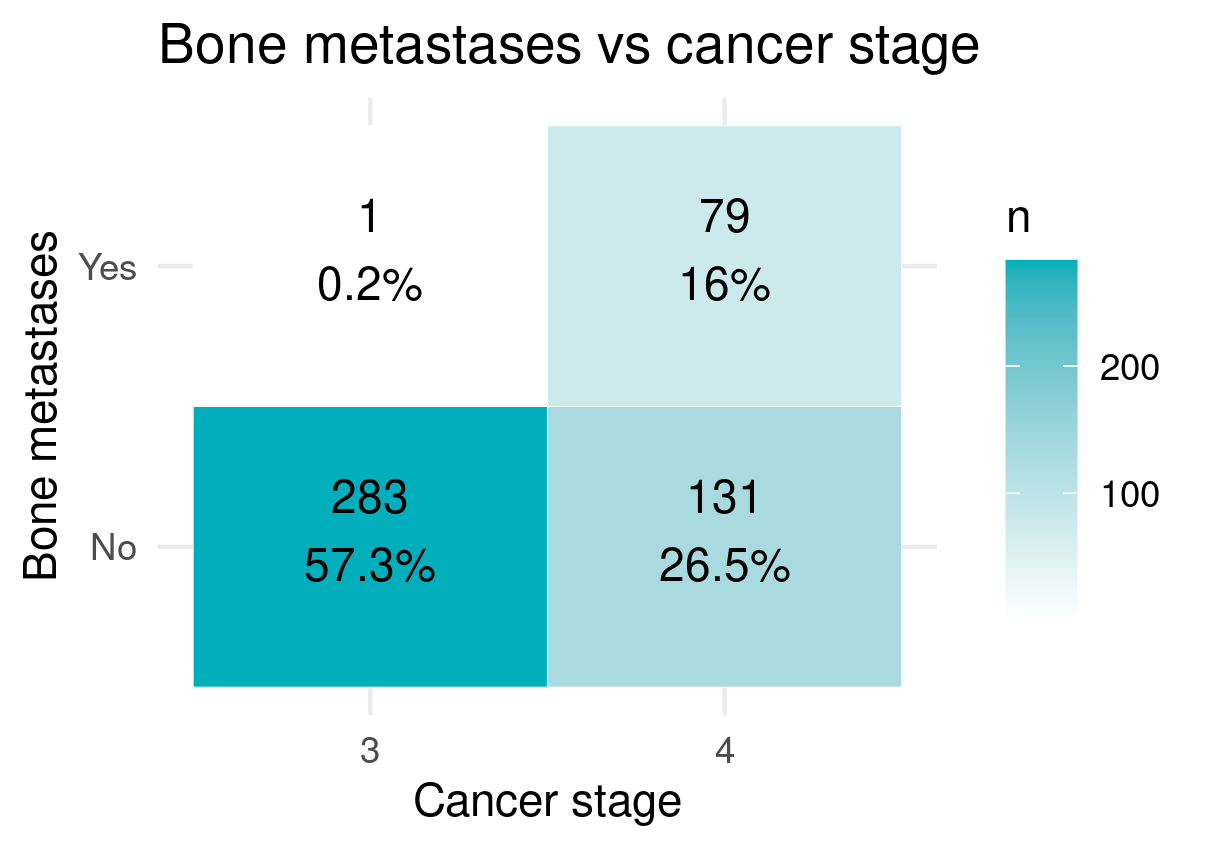 Bone metastases vs cancer stage
Bone metastases
Yes
No
1
0.2%
79
16%
283
57.3%
131
26.5%
3
4
Cancer stage
n
200
100